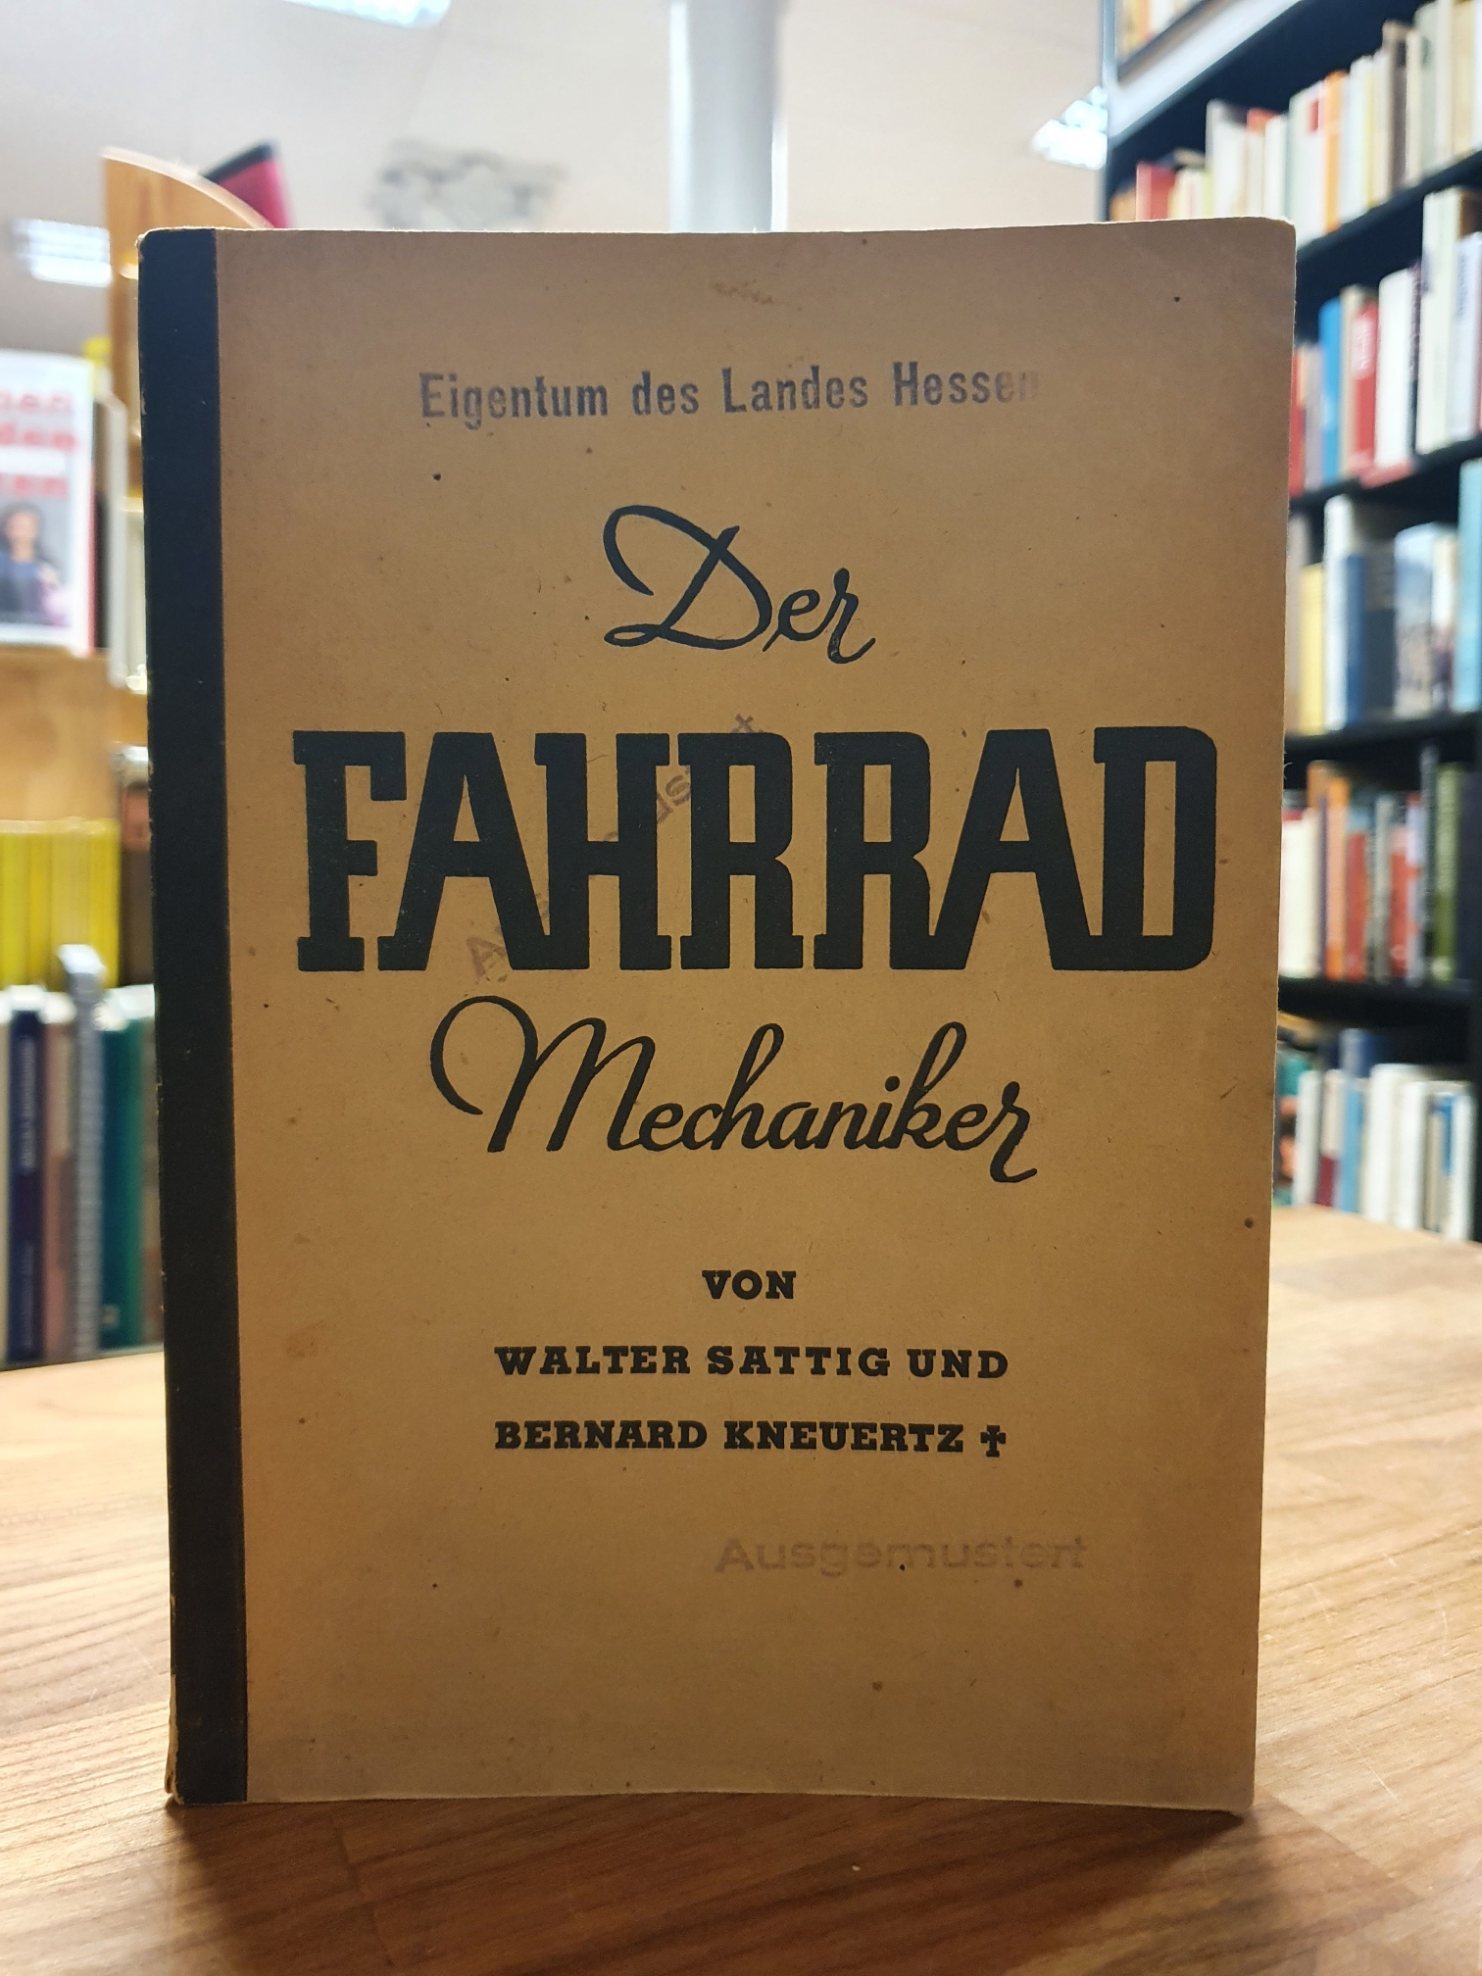 Eigentum des Landes Hessen
Der
FAHRRAD
Mechaniker
VON
WALTER SATTIG UND
BERNARD KNEUERTZ ✝
Ausgemustert